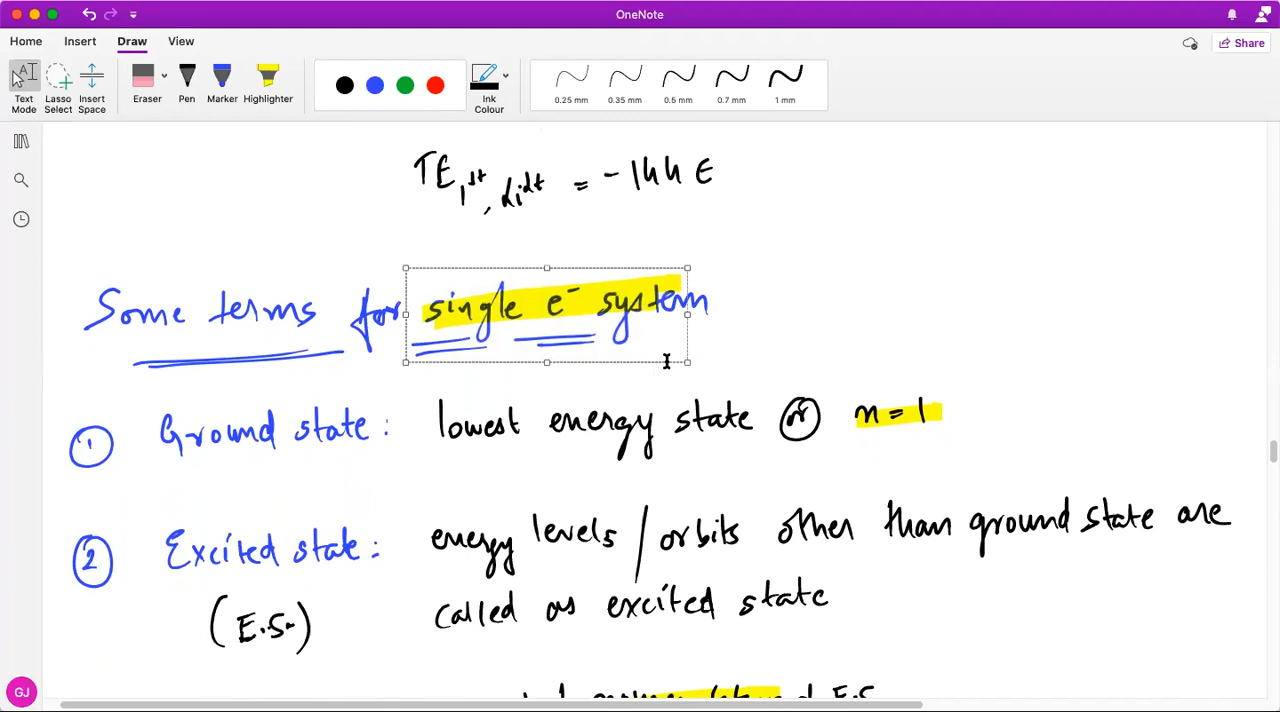 OneNote
Home Insert Draw View
Share
Text Mode
Lasso Select
Insert Space
Eraser
Pen
Marker
Highlighter
Ink Colour
0.25 mm
0.35 mm
0.5 mm
0.7 mm
1 mm
TE 1st, Li2+ = -144 E
Some terms for single e- system
1 Ground state: lowest energy state or n = 1
2 Excited state: energy levels / orbits other than ground state are
(E.S.) called as excited state
E.S.
GJ